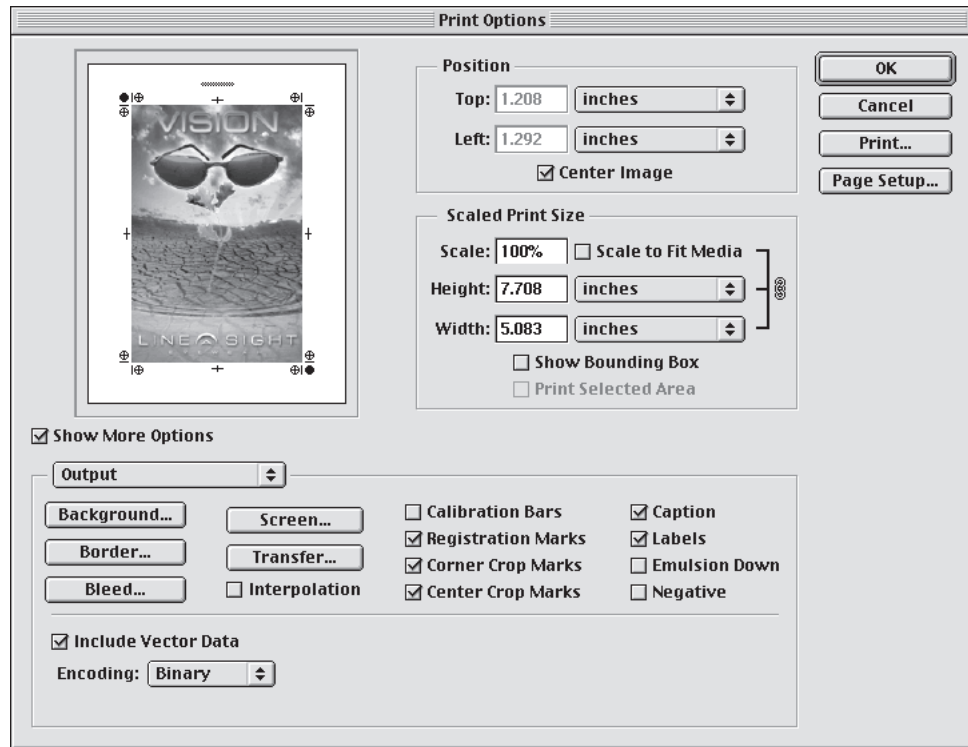 Print Options
VISION
LINE SIGHT
Position
Top: 1.208 inches
Left: 1.292 inches
Center Image
OK
Cancel
Print...
Page Setup...
Scaled Print Size
Scale: 100% Scale to Fit Media
Height: 7.708 inches
Width: 5.083 inches
Show Bounding Box
Print Selected Area
Show More Options
Output
Background...
Border...
Bleed...
Screen...
Transfer...
Interpolation
Calibration Bars
Registration Marks
Corner Crop Marks
Center Crop Marks
Caption
Labels
Emulsion Down
Negative
Include Vector Data
Encoding: Binary